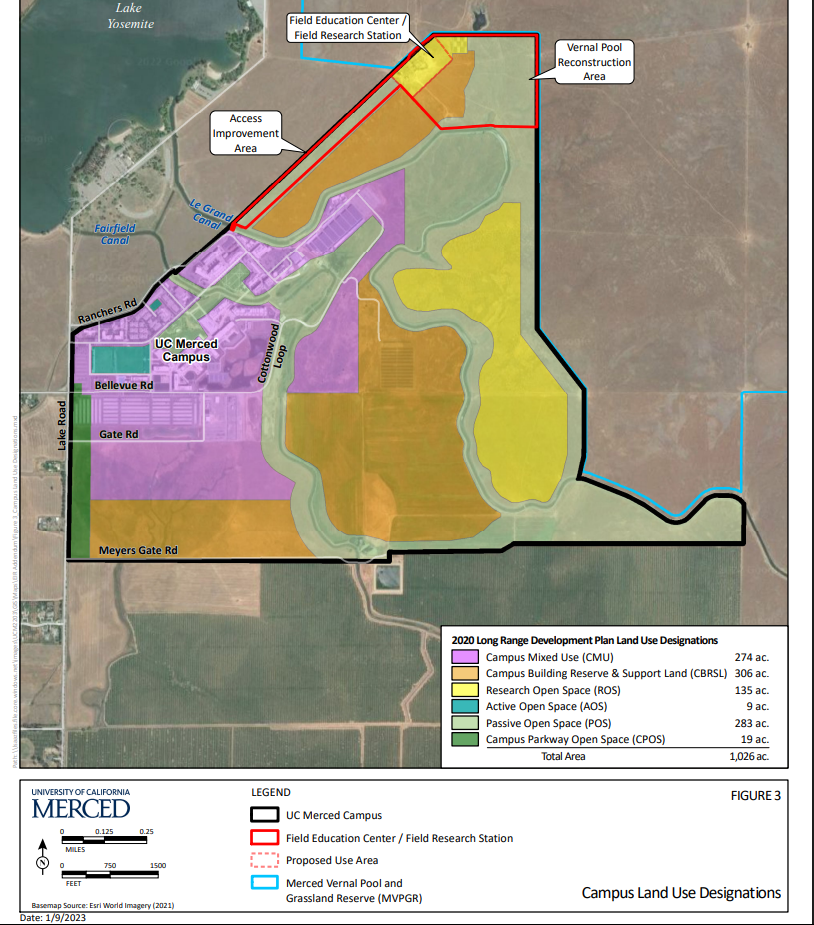 Lake
Yosemite
Field Education Center /
Field Research Station
Vernal Pool
Reconstruction
Area
Access
Improvement
Area
Le Grand
Canal
Fairfield
Canal
Ranchers Rd
UC Merced
Campus
Cottonwood
Loop
Bellevue Rd
Lake Road
Gate Rd
Meyers Gate Rd
2020 Long Range Development Plan Land Use Designations
Campus Mixed Use (CMU) 274 ac.
Campus Building Reserve & Support Land (CBRSL) 306 ac.
Research Open Space (ROS) 135 ac.
Active Open Space (AOS) 9 ac.
Passive Open Space (POS) 283 ac.
Campus Parkway Open Space (CPOS) 19 ac.
Total Area 1,026 ac.
UNIVERSITY OF CALIFORNIA
MERCED
N
0 0.125 0.25
MILES
0 750 1500
FEET
Basemap Source: Esri World Imagery (2021)
LEGEND
UC Merced Campus
Field Education Center / Field Research Station
Proposed Use Area
Merced Vernal Pool and
Grassland Reserve (MVPGR)
FIGURE 3
Campus Land Use Designations
Date: 1/9/2023